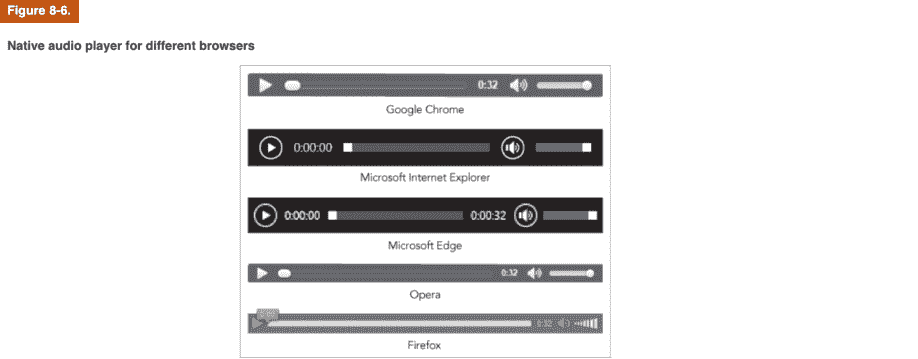 Figure 8-6.
Native audio player for different browsers
0:32
Google Chrome
0:00:00
Microsoft Internet Explorer
0:00:00 0:00:32
Microsoft Edge
0:32
Opera
Firefox